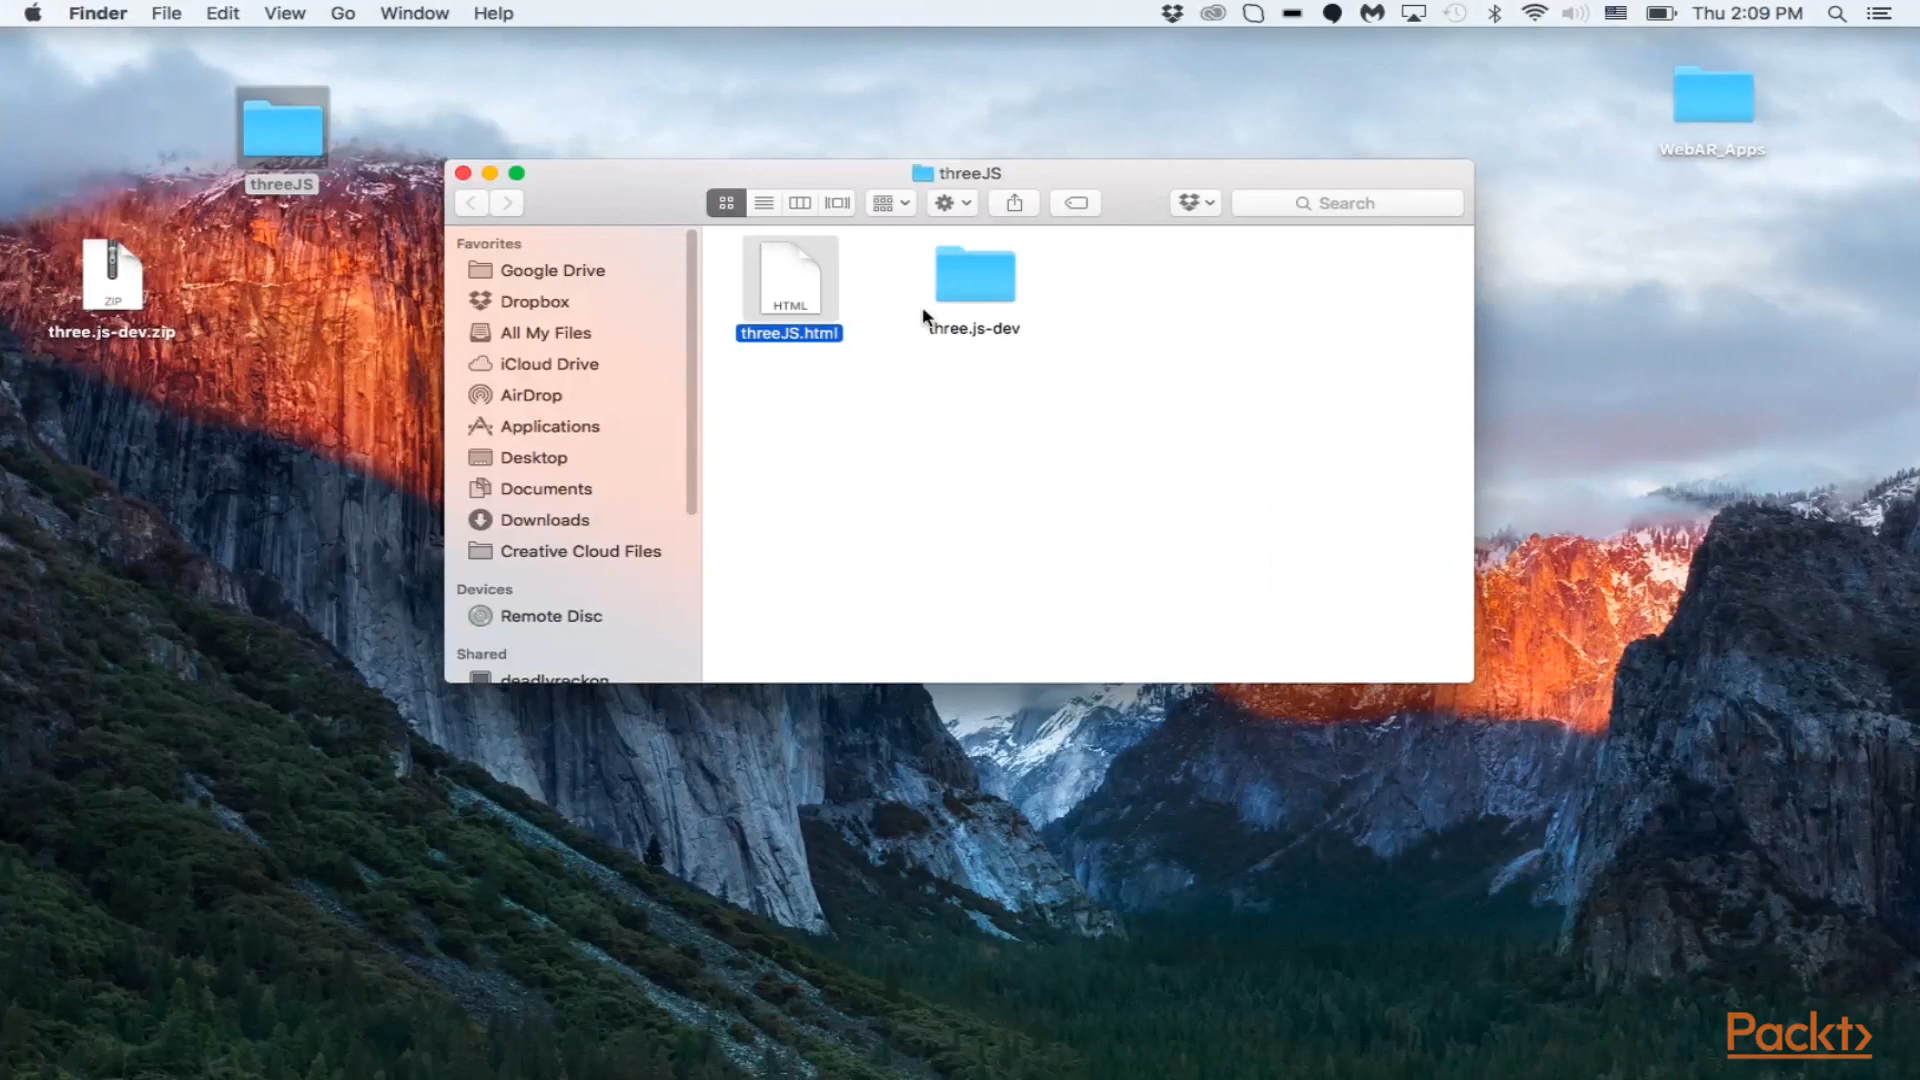 Finder File Edit View Go Window Help Thu 2:09 PM
threeJS
WebAR_Apps
ZIP
three.js-dev.zip
threeJS
Search
Favorites
Google Drive
Dropbox
All My Files
iCloud Drive
AirDrop
Applications
Desktop
Documents
Downloads
Creative Cloud Files
Devices
Remote Disc
Shared
deadlyreckon
HTML
threeJS.html
three.js-dev
Packt>